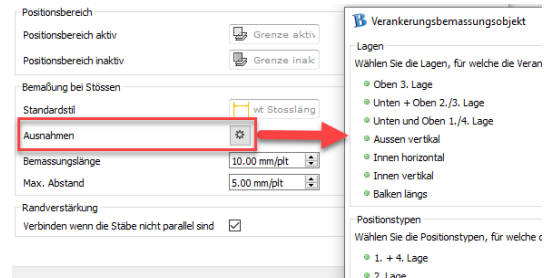 Positionsbereich
Positionsbereich aktiv
Grenze aktiv
Positionsbereich inaktiv
Grenze inak
Bemaßung bei Stössen
Standardstil
wt Stossläng
Ausnahmen
Bemassungslänge
10.00 mm/plt
Max. Abstand
5.00 mm/plt
Randverstärkung
Verbinden wenn die Stäbe nicht parallel sind
Verankerungsbemassungsobjekt
Lagen
Wählen Sie die Lagen, für welche die Veran
Oben 3. Lage
Unten + Oben 2./3. Lage
Unten und Oben 1./4. Lage
Aussen vertikal
Innen horizontal
Innen vertikal
Balken längs
Positionstypen
Wählen Sie die Positionstypen, für welche d
1. + 4. Lage
2. Lage